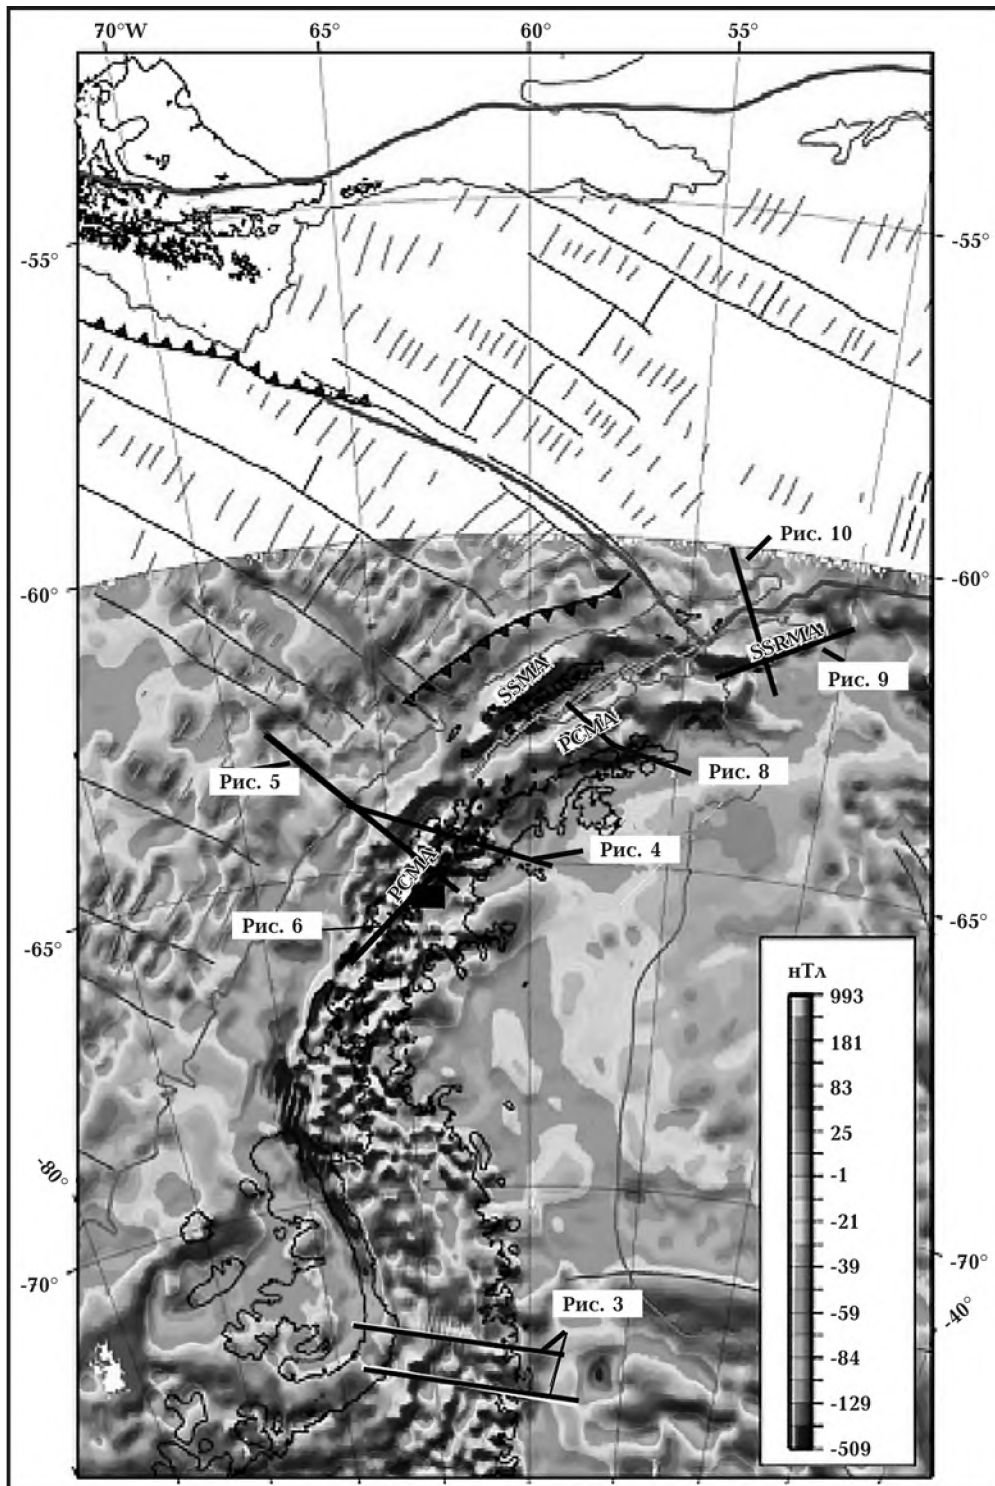 70°W
65°
60°
55°
-55°
-55°
Рис. 10
-60°
-60°
SSRMA
SSMA
Рис. 9
PCMA
Рис. 5
Рис. 8
Рис. 4
PCMA
Рис. 6
-65°
-65°
нТл
993
181
83
25
-1
-21
-39
-59
-84
-129
-509
-80°
-70°
-70°
Рис. 3
-40°